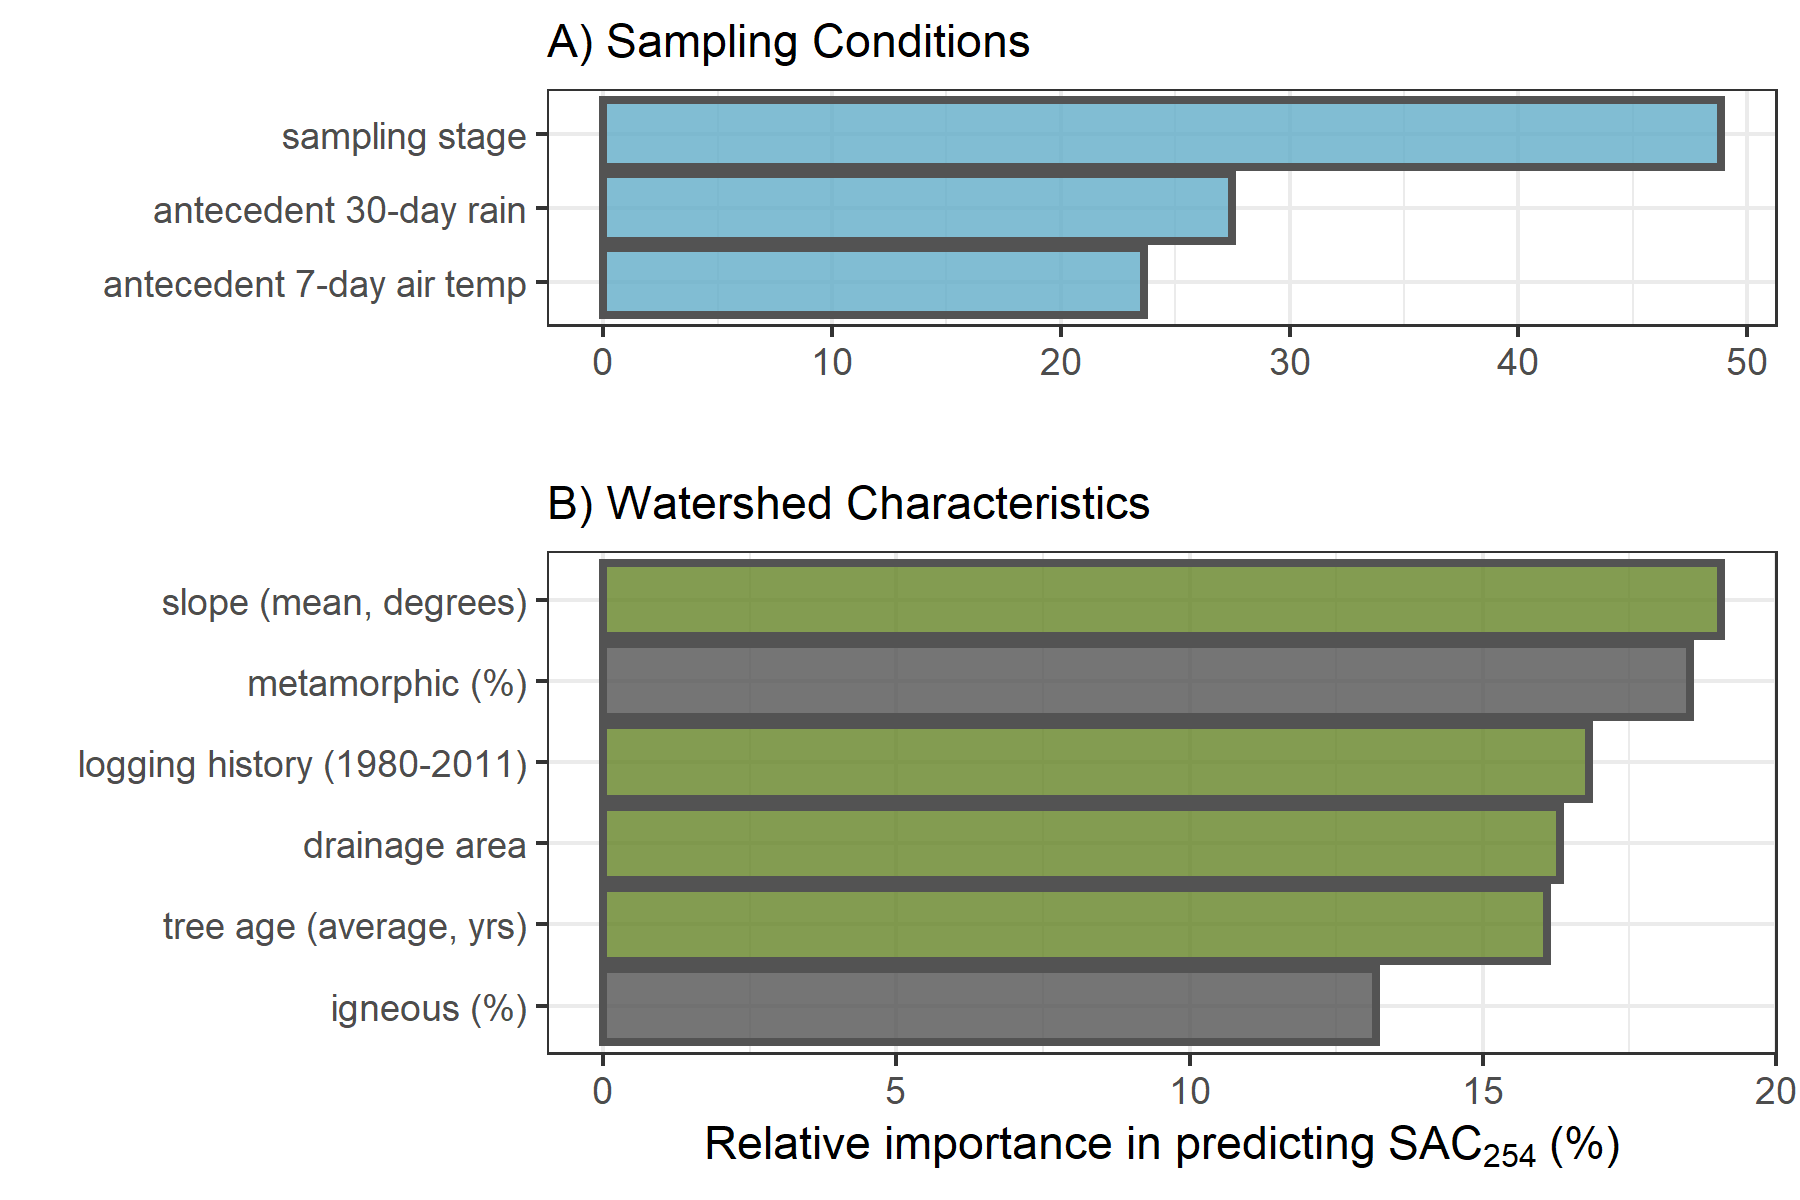 A) Sampling Conditions
sampling stage
antecedent 30-day rain
antecedent 7-day air temp
0 10 20 30 40 50
B) Watershed Characteristics
slope (mean, degrees)
metamorphic (%)
logging history (1980-2011)
drainage area
tree age (average, yrs)
igneous (%)
0 5 10 15 20
Relative importance in predicting SAC₂₅₄ (%)